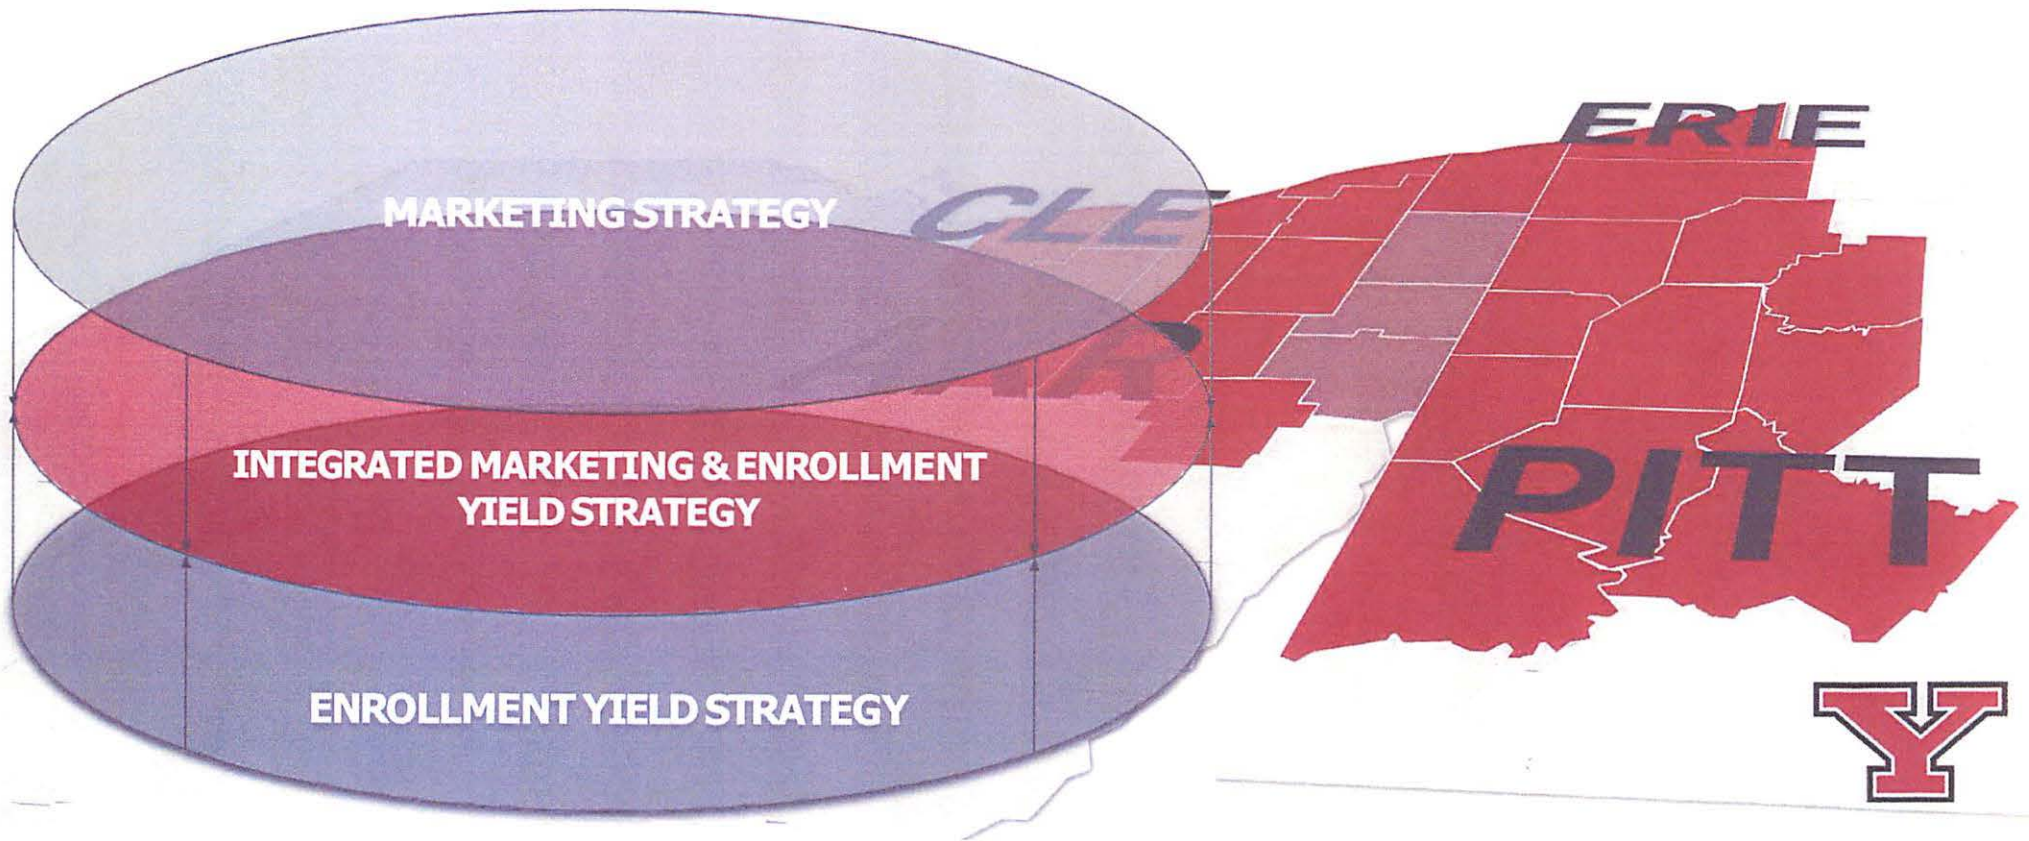 ERIE
MARKETING STRATEGY
CLE
INTEGRATED MARKETING & ENROLLMENT
YIELD STRATEGY
PITT
ENROLLMENT YIELD STRATEGY
Y